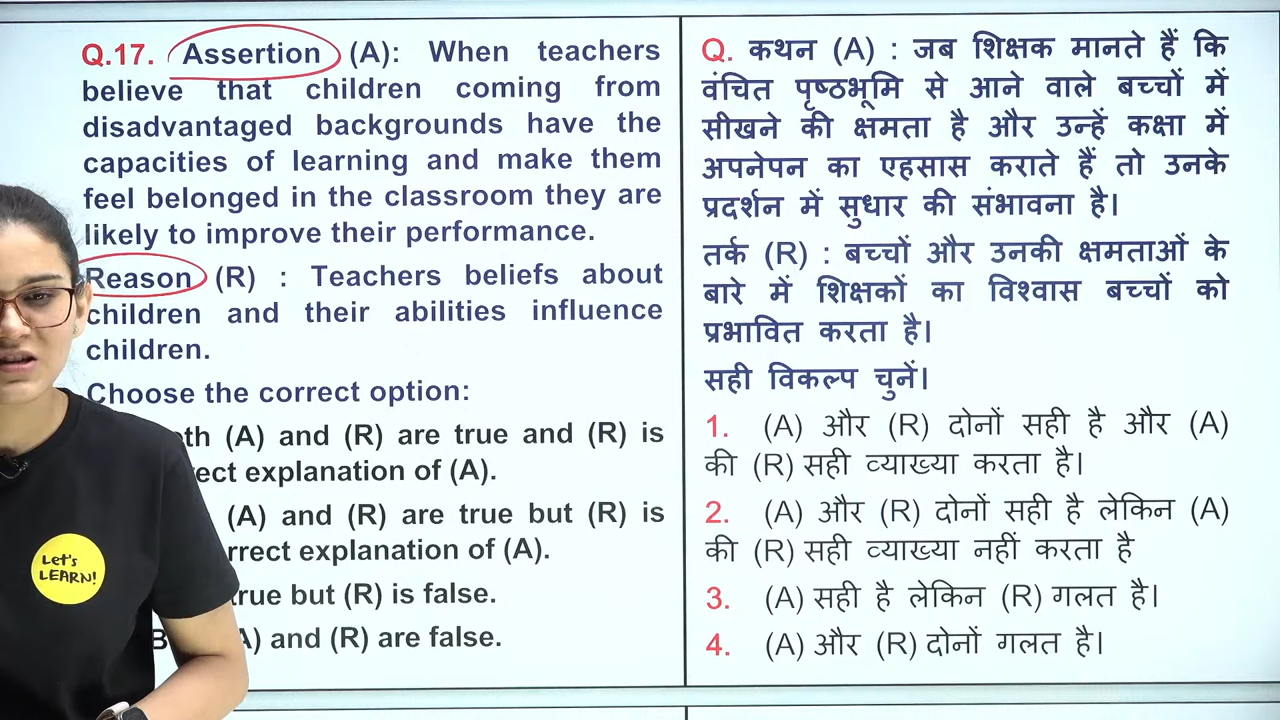 Q.17. Assertion (A): When teachers
believe that children coming from
disadvantaged backgrounds have the
capacities of learning and make them
feel belonged in the classroom they are
likely to improve their performance.
Reason (R) : Teachers beliefs about
children and their abilities influence
children.
Choose the correct option:
th (A) and (R) are true and (R) is
rect explanation of (A).
(A) and (R) are true but (R) is
rrect explanation of (A).
true but (R) is false.
B A) and (R) are false.
Let's
LEARN!
Q. कथन (A) : जब शिक्षक मानते हैं कि
वंचित पृष्ठभूमि से आने वाले बच्चों में
सीखने की क्षमता है और उन्हें कक्षा में
अपनेपन का एहसास कराते हैं तो उनके
प्रदर्शन में सुधार की संभावना है।
तर्क (R) : बच्चों और उनकी क्षमताओं के
बारे में शिक्षकों का विश्वास बच्चों को
प्रभावित करता है।
सही विकल्प चुनें।
1. (A) और (R) दोनों सही है और (A)
की (R) सही व्याख्या करता है।
2. (A) और (R) दोनों सही है लेकिन (A)
की (R) सही व्याख्या नहीं करता है
3. (A) सही है लेकिन (R) गलत है।
4. (A) और (R) दोनों गलत है।